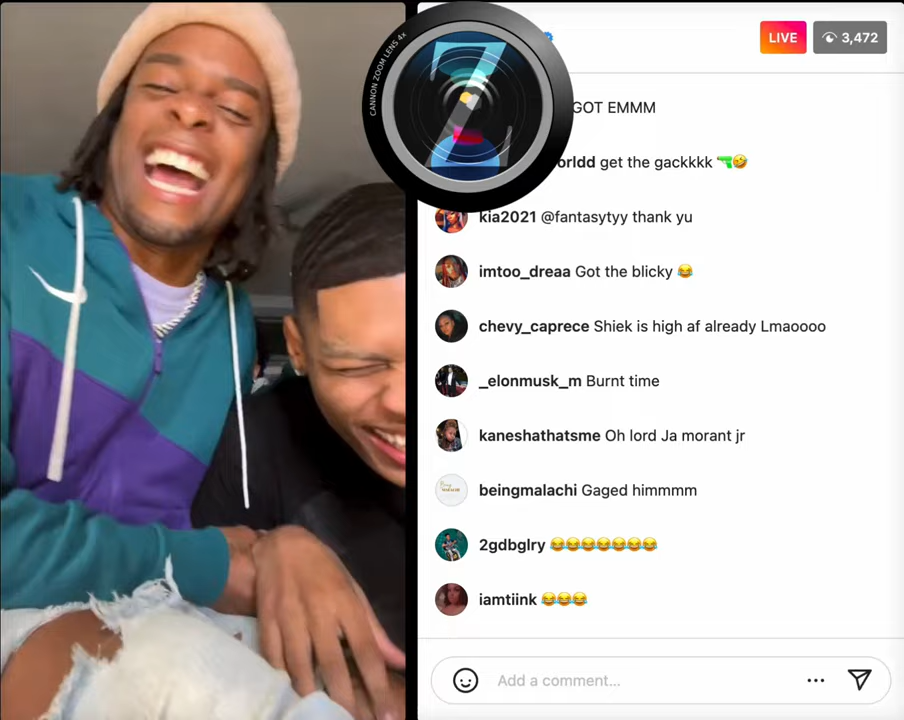 CANNON ZOOM LENS 4x
Z
LIVE
3,472
GOT EMMM
orldd get the gackkkk 🔫🤣
kia2021 @fantasytyy thank yu
imtoo_dreaa Got the blicky 😂
chevy_caprece Shiek is high af already Lmaoooo
_elonmusk_m Burnt time
kaneshathatsme Oh lord Ja morant jr
beingmalachi Gaged himmmm
2gdbglry 😂😂😂😂😂😂😂
iamtiink 😂😂😂
Add a comment...